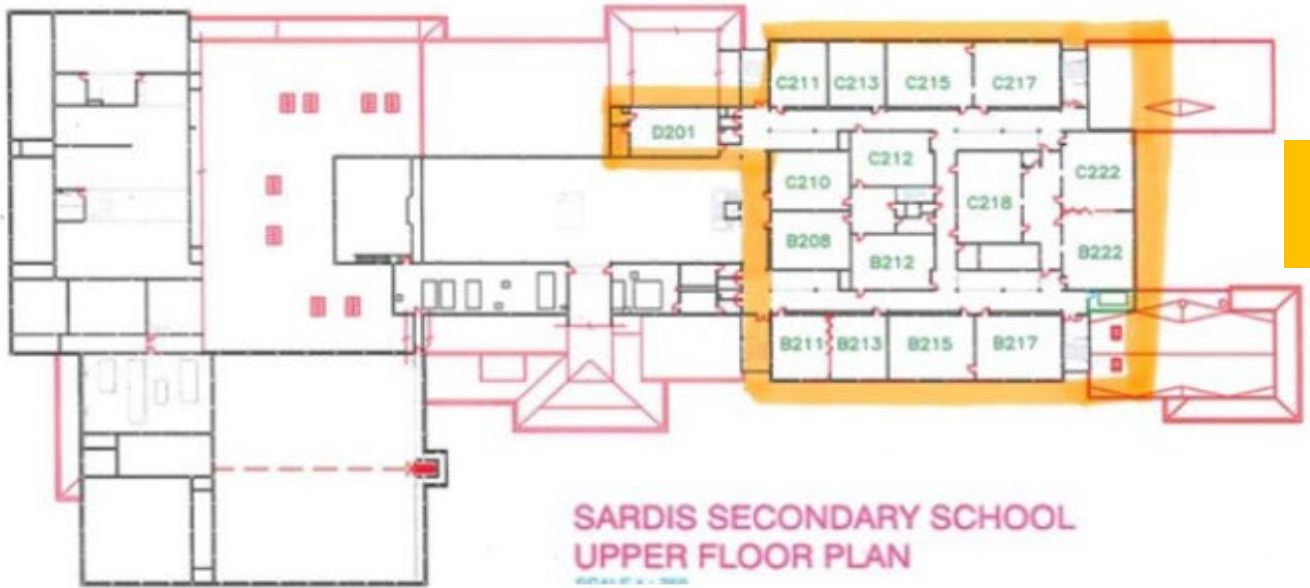 C211 C213 C215 C217
D201
C212
C210 C222
C218
B208
B212 B222
B211 B213 B215 B217
SARDIS SECONDARY SCHOOL
UPPER FLOOR PLAN